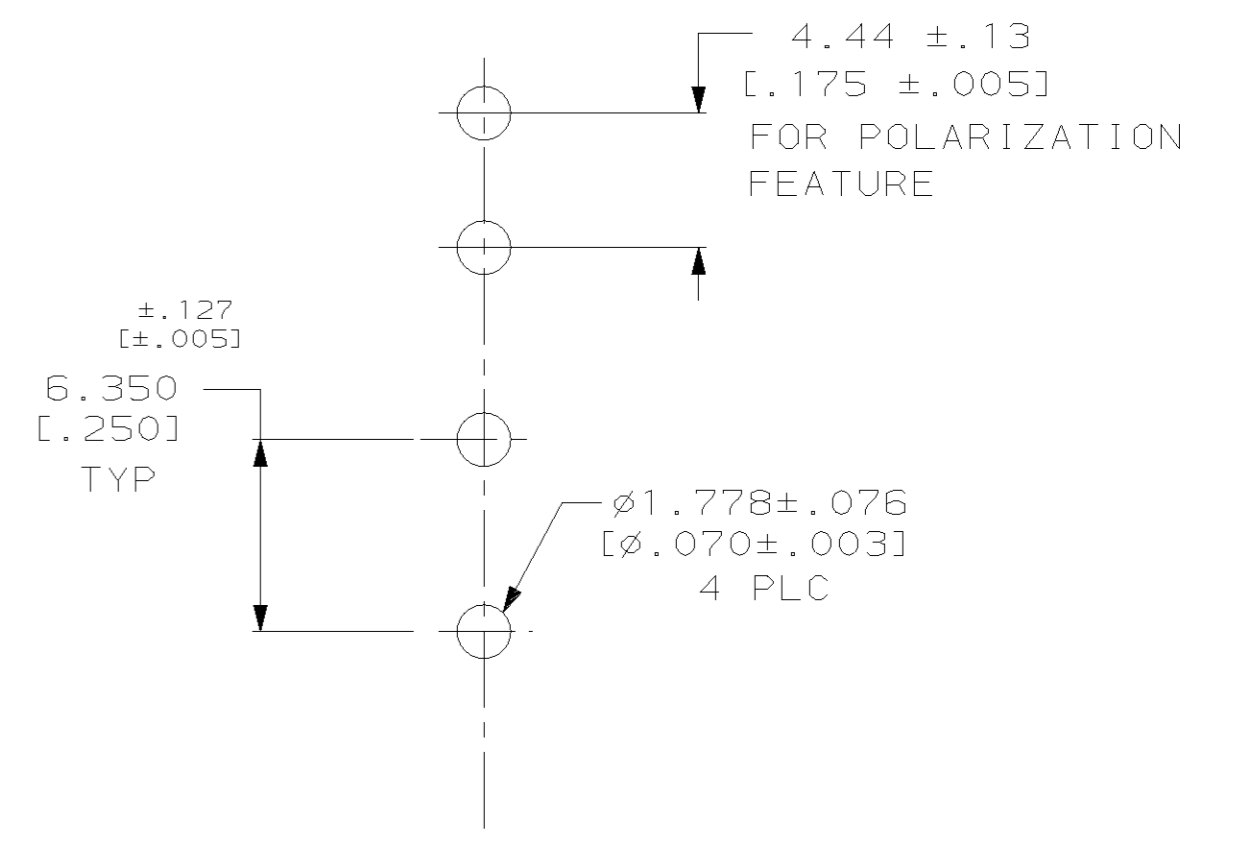 4.44 ±.13
[.175 ±.005]
FOR POLARIZATION
FEATURE
±.127
[±.005]
6.350
[.250]
TYP
⌀1.778±.076
[⌀.070±.003]
4 PLC